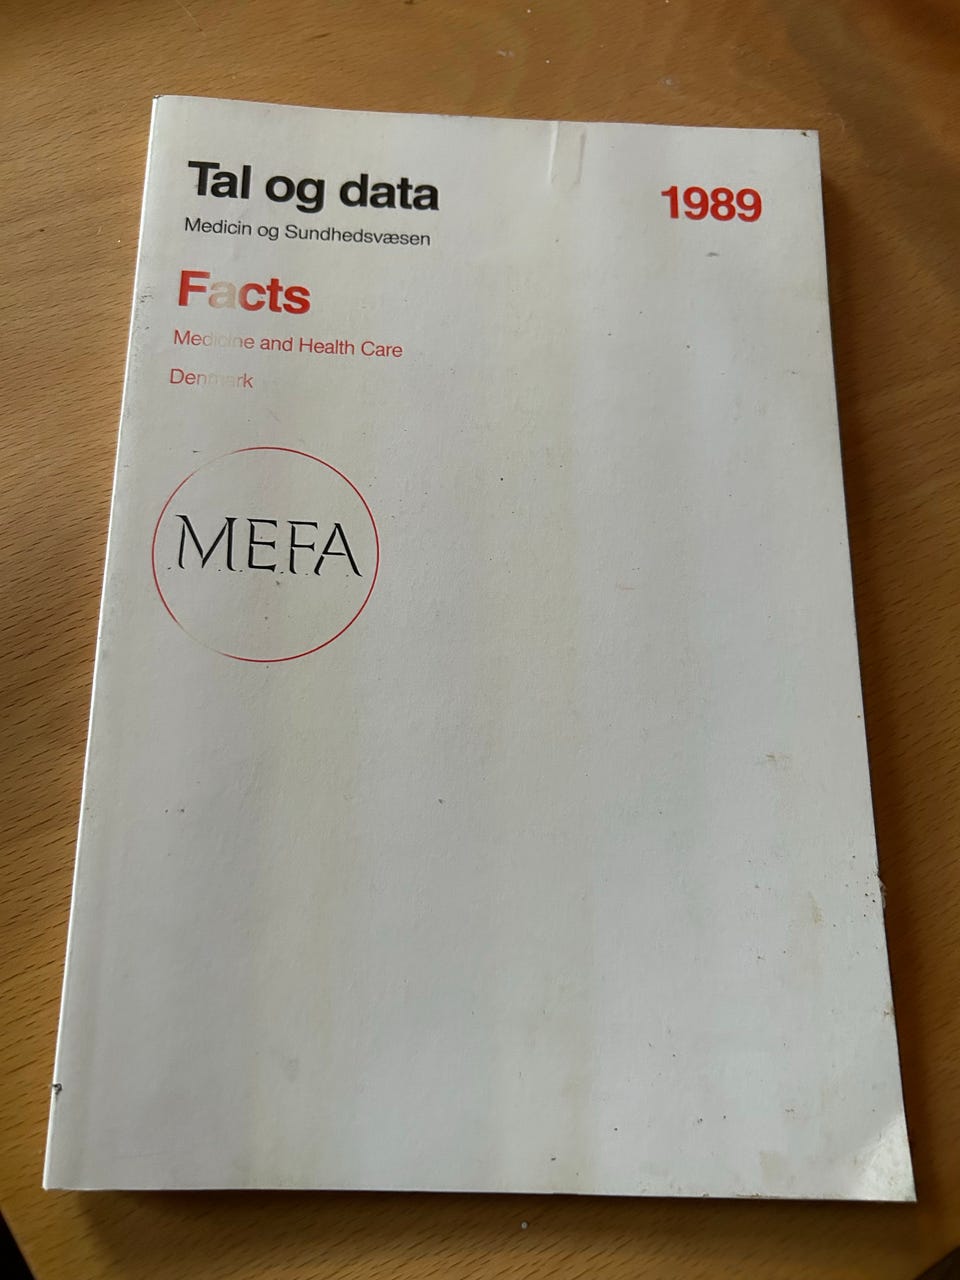 Tal og data
Medicin og Sundhedsvæsen
1989
Facts
Medicine and Health Care
Denmark
MEFA